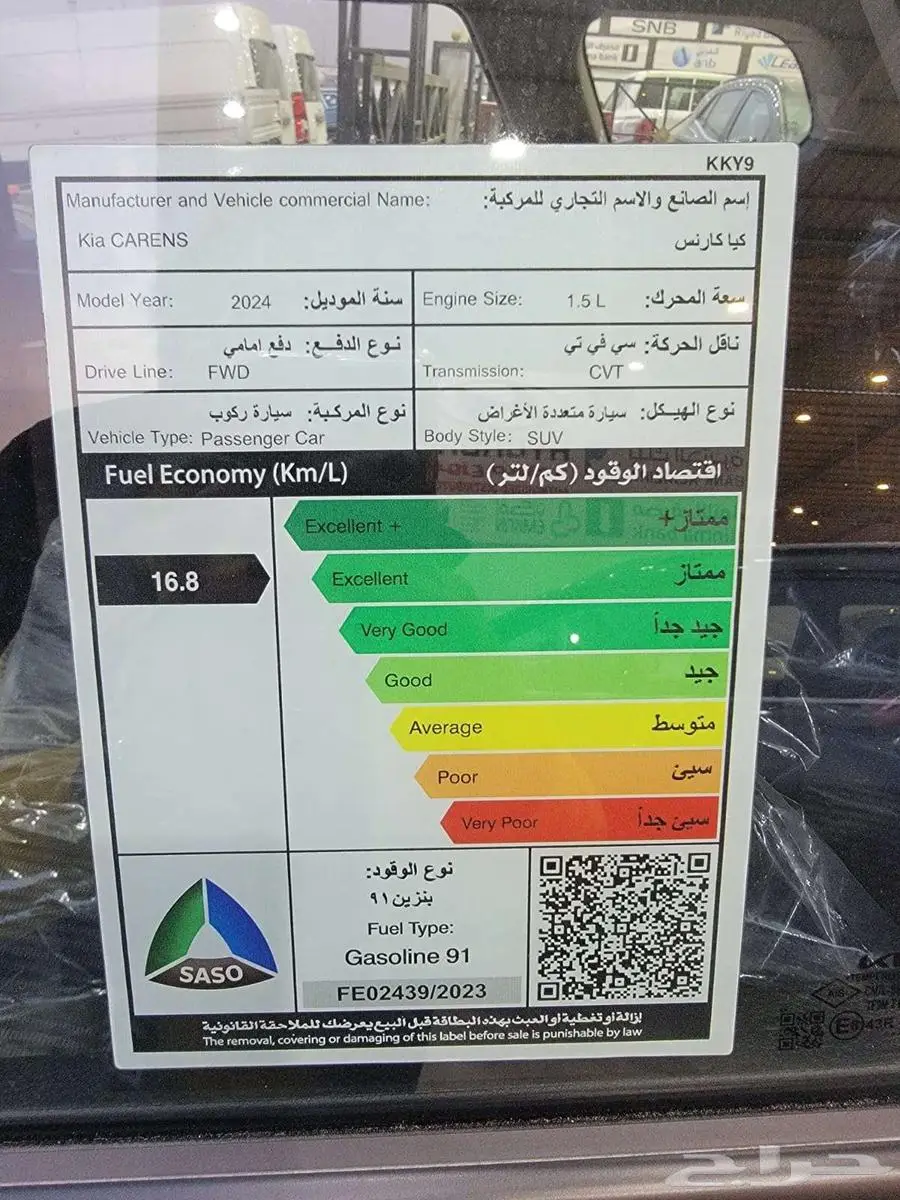 SNB
anb
KKY9
Manufacturer and Vehicle commercial Name: إسم الصانع والاسم التجاري للمركبة:
Kia CARENS كيا كارنس
Model Year: 2024 سنة الموديل: Engine Size: 1.5 L سعة المحرك:
نوع الدفع: دفع امامي ناقل الحركة: سي في تي
Drive Line: FWD Transmission: CVT
نوع المركبة: سيارة ركوب نوع الهيكل: سيارة متعددة الأغراض
Vehicle Type: Passenger Car Body Style: SUV
Fuel Economy (Km/L) اقتصاد الوقود (كم/لتر)
Excellent + ممتاز+
16.8 Excellent ممتاز
Very Good جيد جداً
Good جيد
Average متوسط
Poor سيئ
Very Poor سيئ جداً
نوع الوقود:
بنزين ٩١
Fuel Type:
Gasoline 91
SASO
FE02439/2023
لإزالة أو تغطية أو العبث بهذه البطاقة قبل البيع يعرضك للملاحقة القانونية
The removal, covering or damaging of this label before sale is punishable by law
حراج